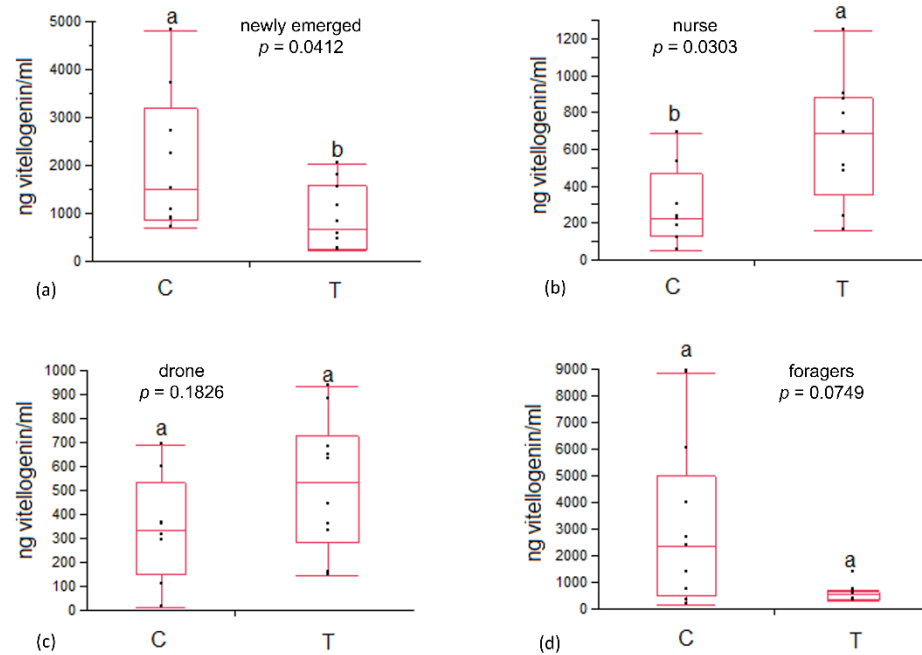 newly emerged
p = 0.0412
a
b
ng vitellogenin/ml
5000
4000
3000
2000
1000
0
C
T
(a)
nurse
p = 0.0303
a
b
ng vitellogenin/ml
1200
1000
800
600
400
200
0
C
T
(b)
drone
p = 0.1826
a
a
ng vitellogenin/ml
1000
900
800
700
600
500
400
300
200
100
0
C
T
(c)
foragers
p = 0.0749
a
a
ng vitellogenin/ml
9000
8000
7000
6000
5000
4000
3000
2000
1000
0
C
T
(d)